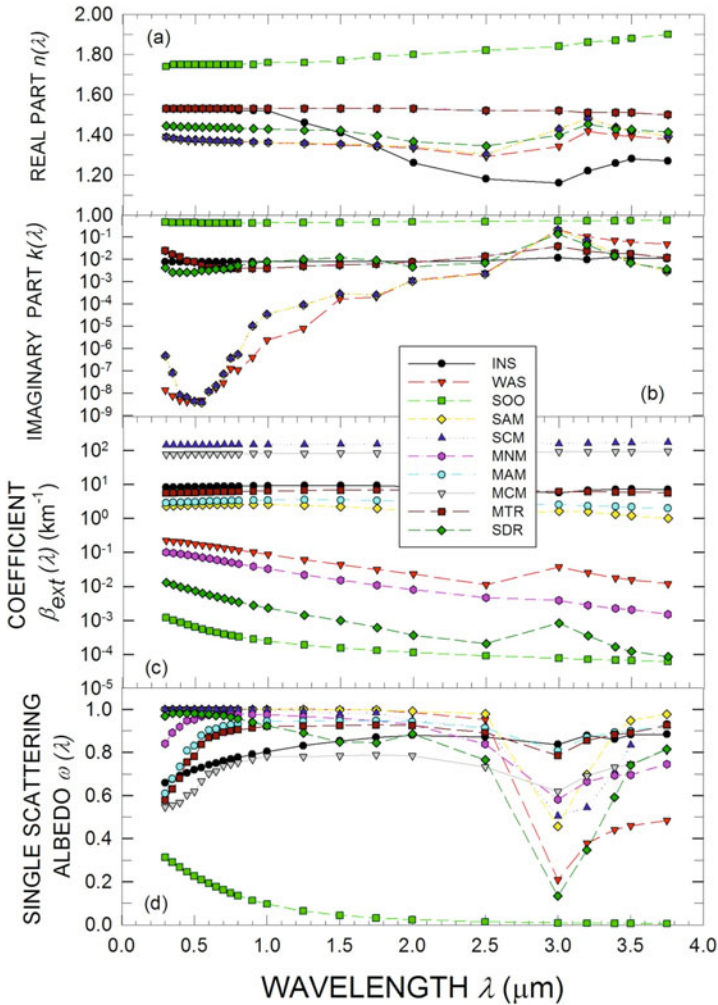 (a)
REAL PART n(λ)
2.00
1.80
1.60
1.40
1.20
(b)
IMAGINARY PART k(λ)
1.00
10-1
10-2
10-3
10-4
10-5
10-6
10-7
10-8
10-9
INS
WAS
SOO
SAM
SCM
MNM
MAM
MCM
MTR
SDR
(c)
COEFFICIENT
βext (λ) (km-1)
102
101
100
10-1
10-2
10-3
10-4
10-5
(d)
SINGLE SCATTERING
ALBEDO ω (λ)
1.0
0.8
0.6
0.4
0.2
0.0
0.0 0.5 1.0 1.5 2.0 2.5 3.0 3.5 4.0
WAVELENGTH λ (μm)